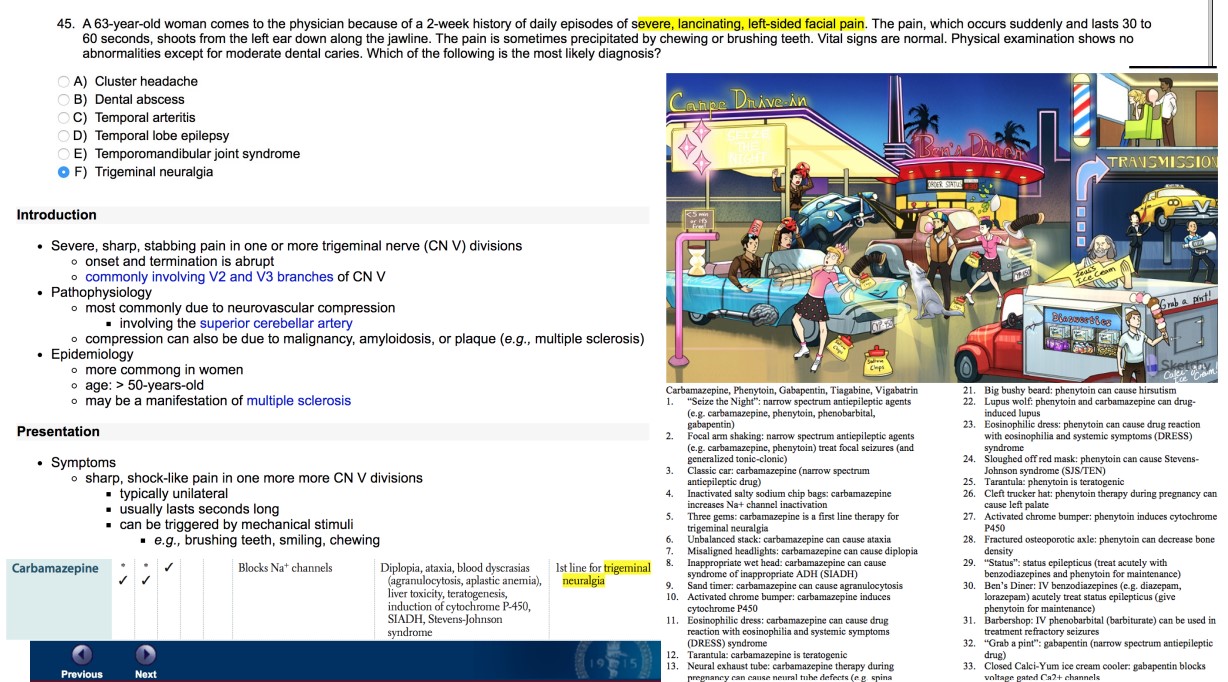 45. A 63-year-old woman comes to the physician because of a 2-week history of daily episodes of severe, lancinating, left-sided facial pain. The pain, which occurs suddenly and lasts 30 to
60 seconds, shoots from the left ear down along the jawline. The pain is sometimes precipitated by chewing or brushing teeth. Vital signs are normal. Physical examination shows no
abnormalities except for moderate dental caries. Which of the following is the most likely diagnosis?
A) Cluster headache
B) Dental abscess
C) Temporal arteritis
D) Temporal lobe epilepsy
E) Temporomandibular joint syndrome
F) Trigeminal neuralgia
Introduction
• Severe, sharp, stabbing pain in one or more trigeminal nerve (CN V) divisions
onset and termination is abrupt
commonly involving V2 and V3 branches of CN V
• Pathophysiology
most commonly due to neurovascular compression
involving the superior cerebellar artery
compression can also be due to malignancy, amyloidosis, or plaque (e.g., multiple sclerosis)
• Epidemiology
more commong in women
age: > 50-years-old
may be a manifestation of multiple sclerosis
Presentation
• Symptoms
sharp, shock-like pain in one more more CN V divisions
typically unilateral
usually lasts seconds long
can be triggered by mechanical stimuli
e.g., brushing teeth, smiling, chewing
Carbamazepine
* * ✓
✓ ✓
Blocks Na+ channels
Diplopia, ataxia, blood dyscrasias
(agranulocytosis, aplastic anemia),
liver toxicity, teratogenesis,
induction of cytochrome P-450,
SIADH, Stevens-Johnson
syndrome
1st line for trigeminal
neuralgia
Previous
Next
1915
Carpe Drive-in
SEIZE
THE
NIGHT
Ben's Diner
ORDER STATUS
TRANSMISSION
<5 min
or it's
free!
Zeus's
Ice Cream
Grab a pint!
Diagnostics
Calci-Yum
Ice Cream
Sketchy
Carbamazepine, Phenytoin, Gabapentin, Tiagabine, Vigabatrin
1. “Seize the Night”: narrow spectrum antiepileptic agents
(e.g. carbamazepine, phenytoin, phenobarbital,
gabapentin)
2. Focal arm shaking: narrow spectrum antiepileptic agents
(e.g. carbamazepine, phenytoin) treat focal seizures (and
generalized tonic-clonic)
3. Classic car: carbamazepine (narrow spectrum
antiepileptic drug)
4. Inactivated salty sodium chip bags: carbamazepine
increases Na+ channel inactivation
5. Three gems: carbamazepine is a first line therapy for
trigeminal neuralgia
6. Unbalanced stack: carbamazepine can cause ataxia
7. Misaligned headlights: carbamazepine can cause diplopia
8. Inappropriate wet head: carbamazepine can cause
syndrome of inappropriate ADH (SIADH)
9. Sand timer: carbamazepine can cause agranulocytosis
10. Activated chrome bumper: carbamazepine induces
cytochrome P450
11. Eosinophilic dress: carbamazepine can cause drug
reaction with eosinophilia and systemic symptoms
(DRESS) syndrome
12. Tarantula: carbamazepine is teratogenic
13. Neural exhaust tube: carbamazepine therapy during
pregnancy can cause neural tube defects (e.g. spina
21. Big bushy beard: phenytoin can cause hirsutism
22. Lupus wolf: phenytoin and carbamazepine can drug-
induced lupus
23. Eosinophilic dress: phenytoin can cause drug reaction
with eosinophilia and systemic symptoms (DRESS)
syndrome
24. Sloughed off red mask: phenytoin can cause Stevens-
Johnson syndrome (SJS/TEN)
25. Tarantula: phenytoin is teratogenic
26. Cleft trucker hat: phenytoin therapy during pregnancy can
cause left palate
27. Activated chrome bumper: phenytoin induces cytochrome
P450
28. Fractured osteoporotic axle: phenytoin can decrease bone
density
29. “Status”: status epilepticus (treat acutely with
benzodiazepines and phenytoin for maintenance)
30. Ben’s Diner: IV benzodiazepines (e.g. diazepam,
lorazepam) acutely treat status epilepticus (give
phenytoin for maintenance)
31. Barbershop: IV phenobarbital (barbiturate) can be used in
treatment refractory seizures
32. “Grab a pint”: gabapentin (narrow spectrum antiepileptic
drug)
33. Closed Calci-Yum ice cream cooler: gabapentin blocks
voltage gated Ca2+ channels